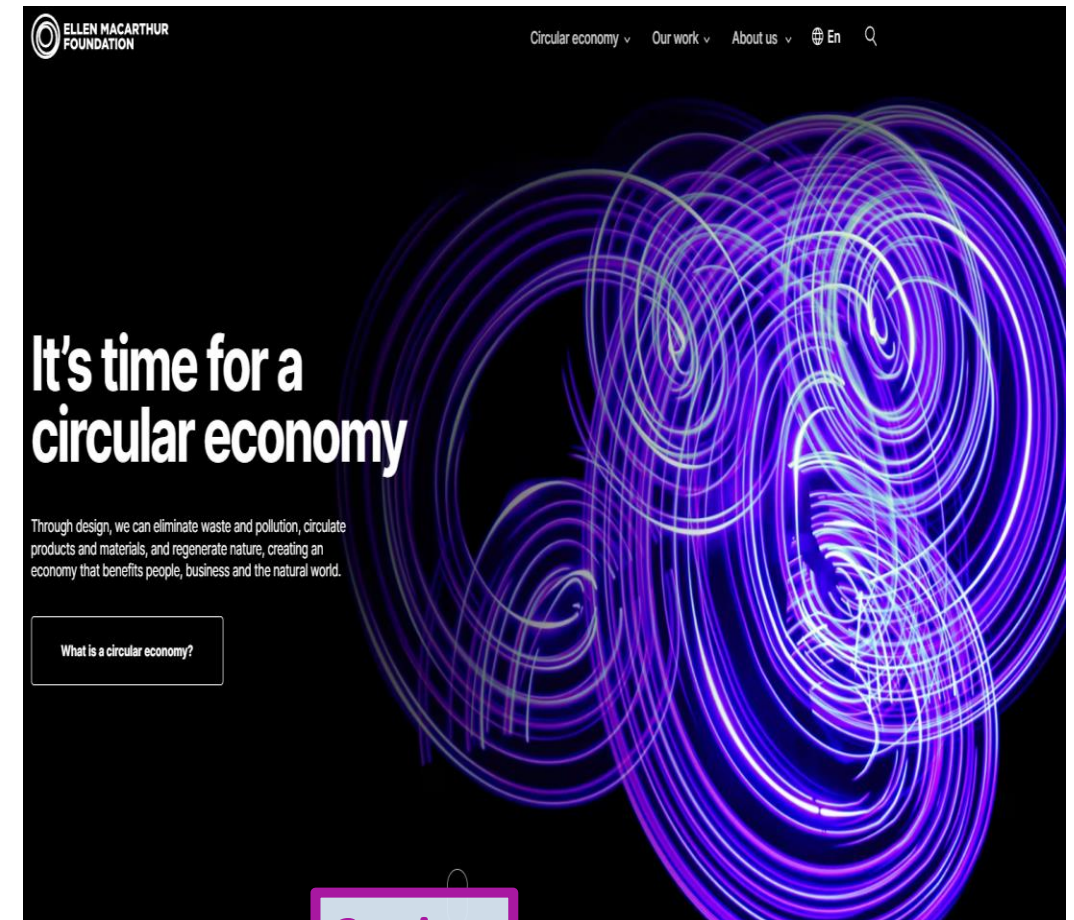 ELLEN MACARTHUR
FOUNDATION
Circular economy
Our work
About us
En
It's time for a
circular economy
Through design, we can eliminate waste and pollution, circulate
products and materials, and regenerate nature, creating an
economy that benefits people, business and the natural world.
What is a circular economy?